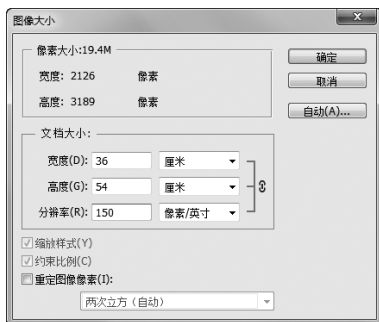 图像大小
像素大小:19.4M
宽度: 2126 像素
高度: 3189 像素
确定
取消
自动(A)...
文档大小:
宽度(D): 36 厘米
高度(G): 54 厘米
分辨率(R): 150 像素/英寸
缩放样式(Y)
约束比例(C)
重定图像像素(I):
两次立方（自动）